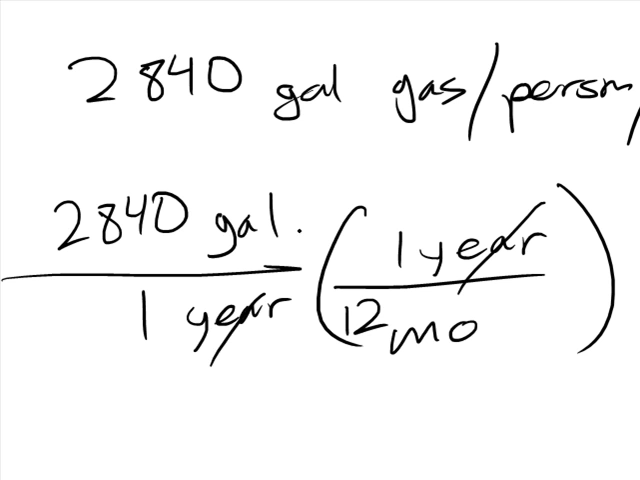 2840 gal gas/person/
2840 gal. 1 year
1 year 12 mo